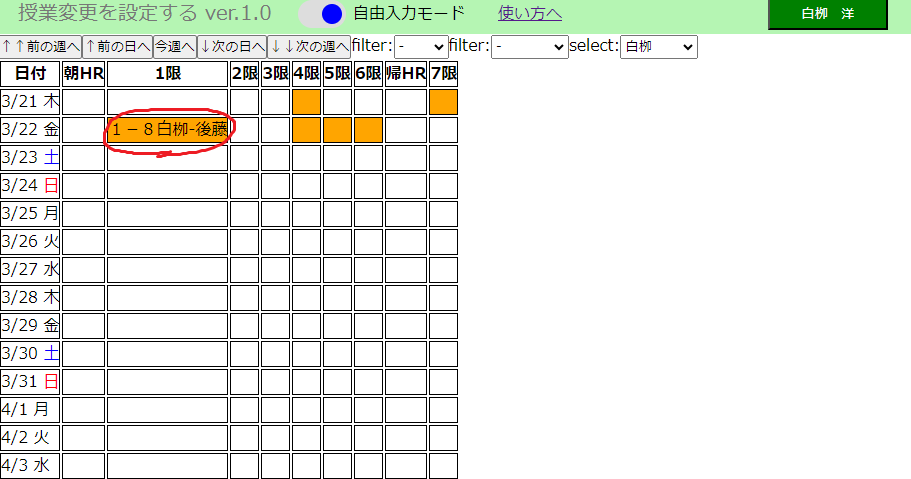 授業変更を設定する ver.1.0 自由入力モード 使い方へ 白栁 洋
↑↑前の週へ ↑前の日へ 今週へ ↓次の日へ ↓↓次の週へ filter: - filter: - select: 白栁
日付 朝HR 1限 2限 3限 4限 5限 6限 帰HR 7限
3/21 木
3/22 金 １－８白栁-後藤
3/23 土
3/24 日
3/25 月
3/26 火
3/27 水
3/28 木
3/29 金
3/30 土
3/31 日
4/1 月
4/2 火
4/3 水